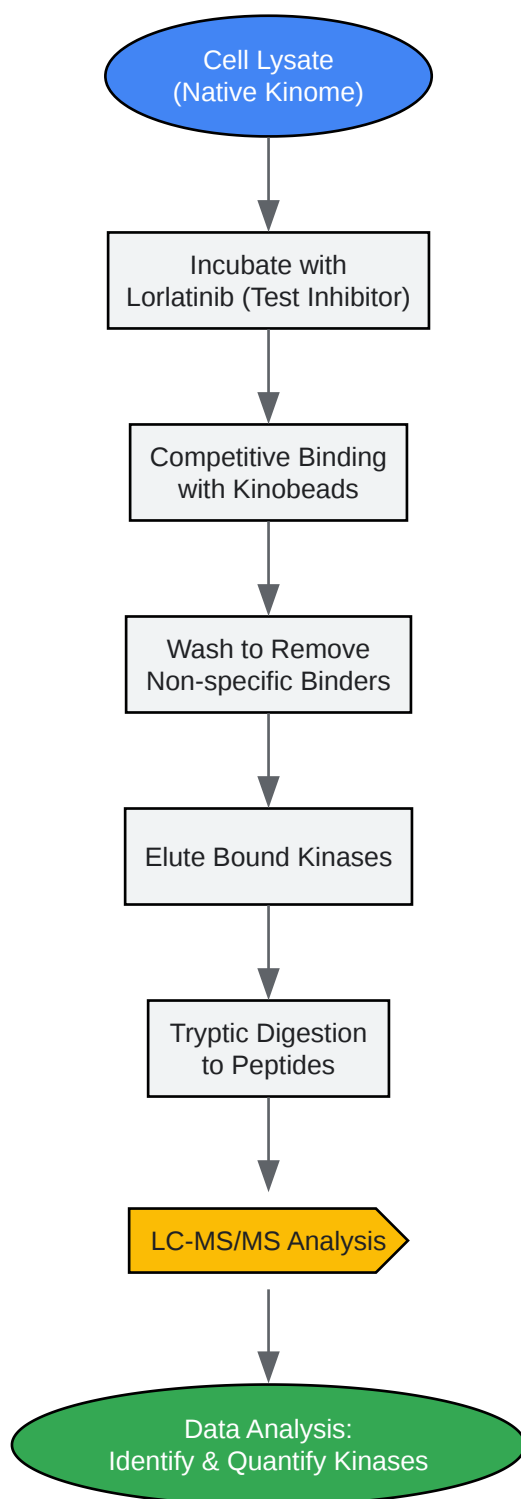 Cell Lysate
(Native Kinome)
Incubate with
Lorlatinib (Test Inhibitor)
Competitive Binding
with Kinobeads
Wash to Remove
Non-specific Binders
Elute Bound Kinases
Tryptic Digestion
to Peptides
LC-MS/MS Analysis
Data Analysis:
Identify & Quantify Kinases